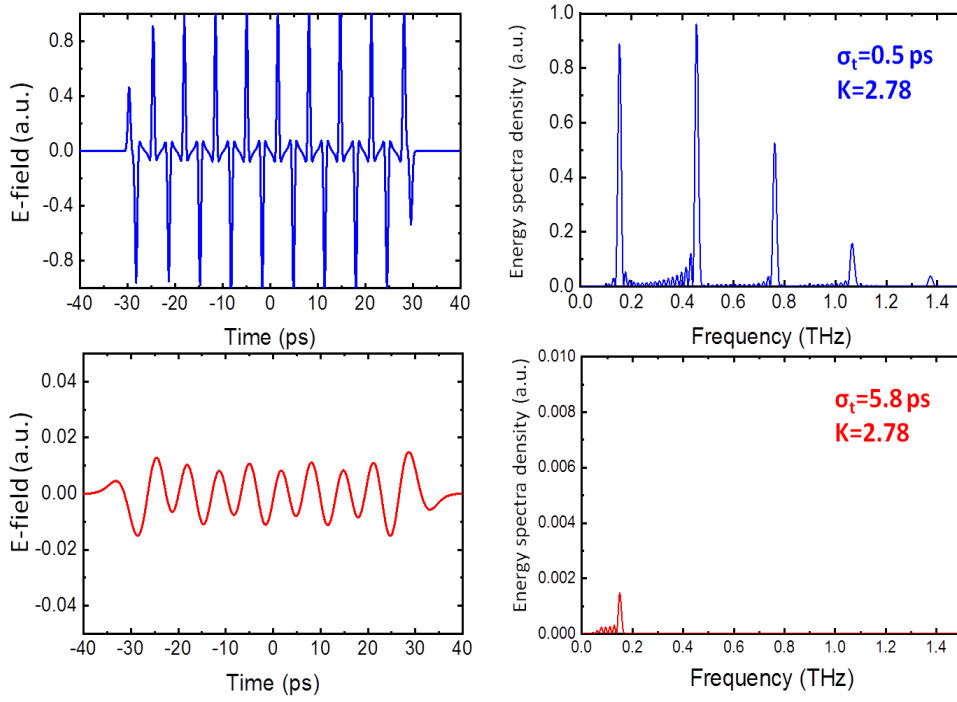 E-field (a.u.)
0.8
0.4
0.0
-0.4
-0.8
-40 -30 -20 -10 0 10 20 30 40
Time (ps)
Energy spectra density (a.u.)
1.0
0.8
0.6
0.4
0.2
0.0
0.0 0.2 0.4 0.6 0.8 1.0 1.2 1.4
Frequency (THz)
σt=0.5 ps
K=2.78
E-field (a.u.)
0.04
0.02
0.00
-0.02
-0.04
-40 -30 -20 -10 0 10 20 30 40
Time (ps)
Energy spectra density (a.u.)
0.010
0.008
0.006
0.004
0.002
0.000
0.0 0.2 0.4 0.6 0.8 1.0 1.2 1.4
Frequency (THz)
σt=5.8 ps
K=2.78